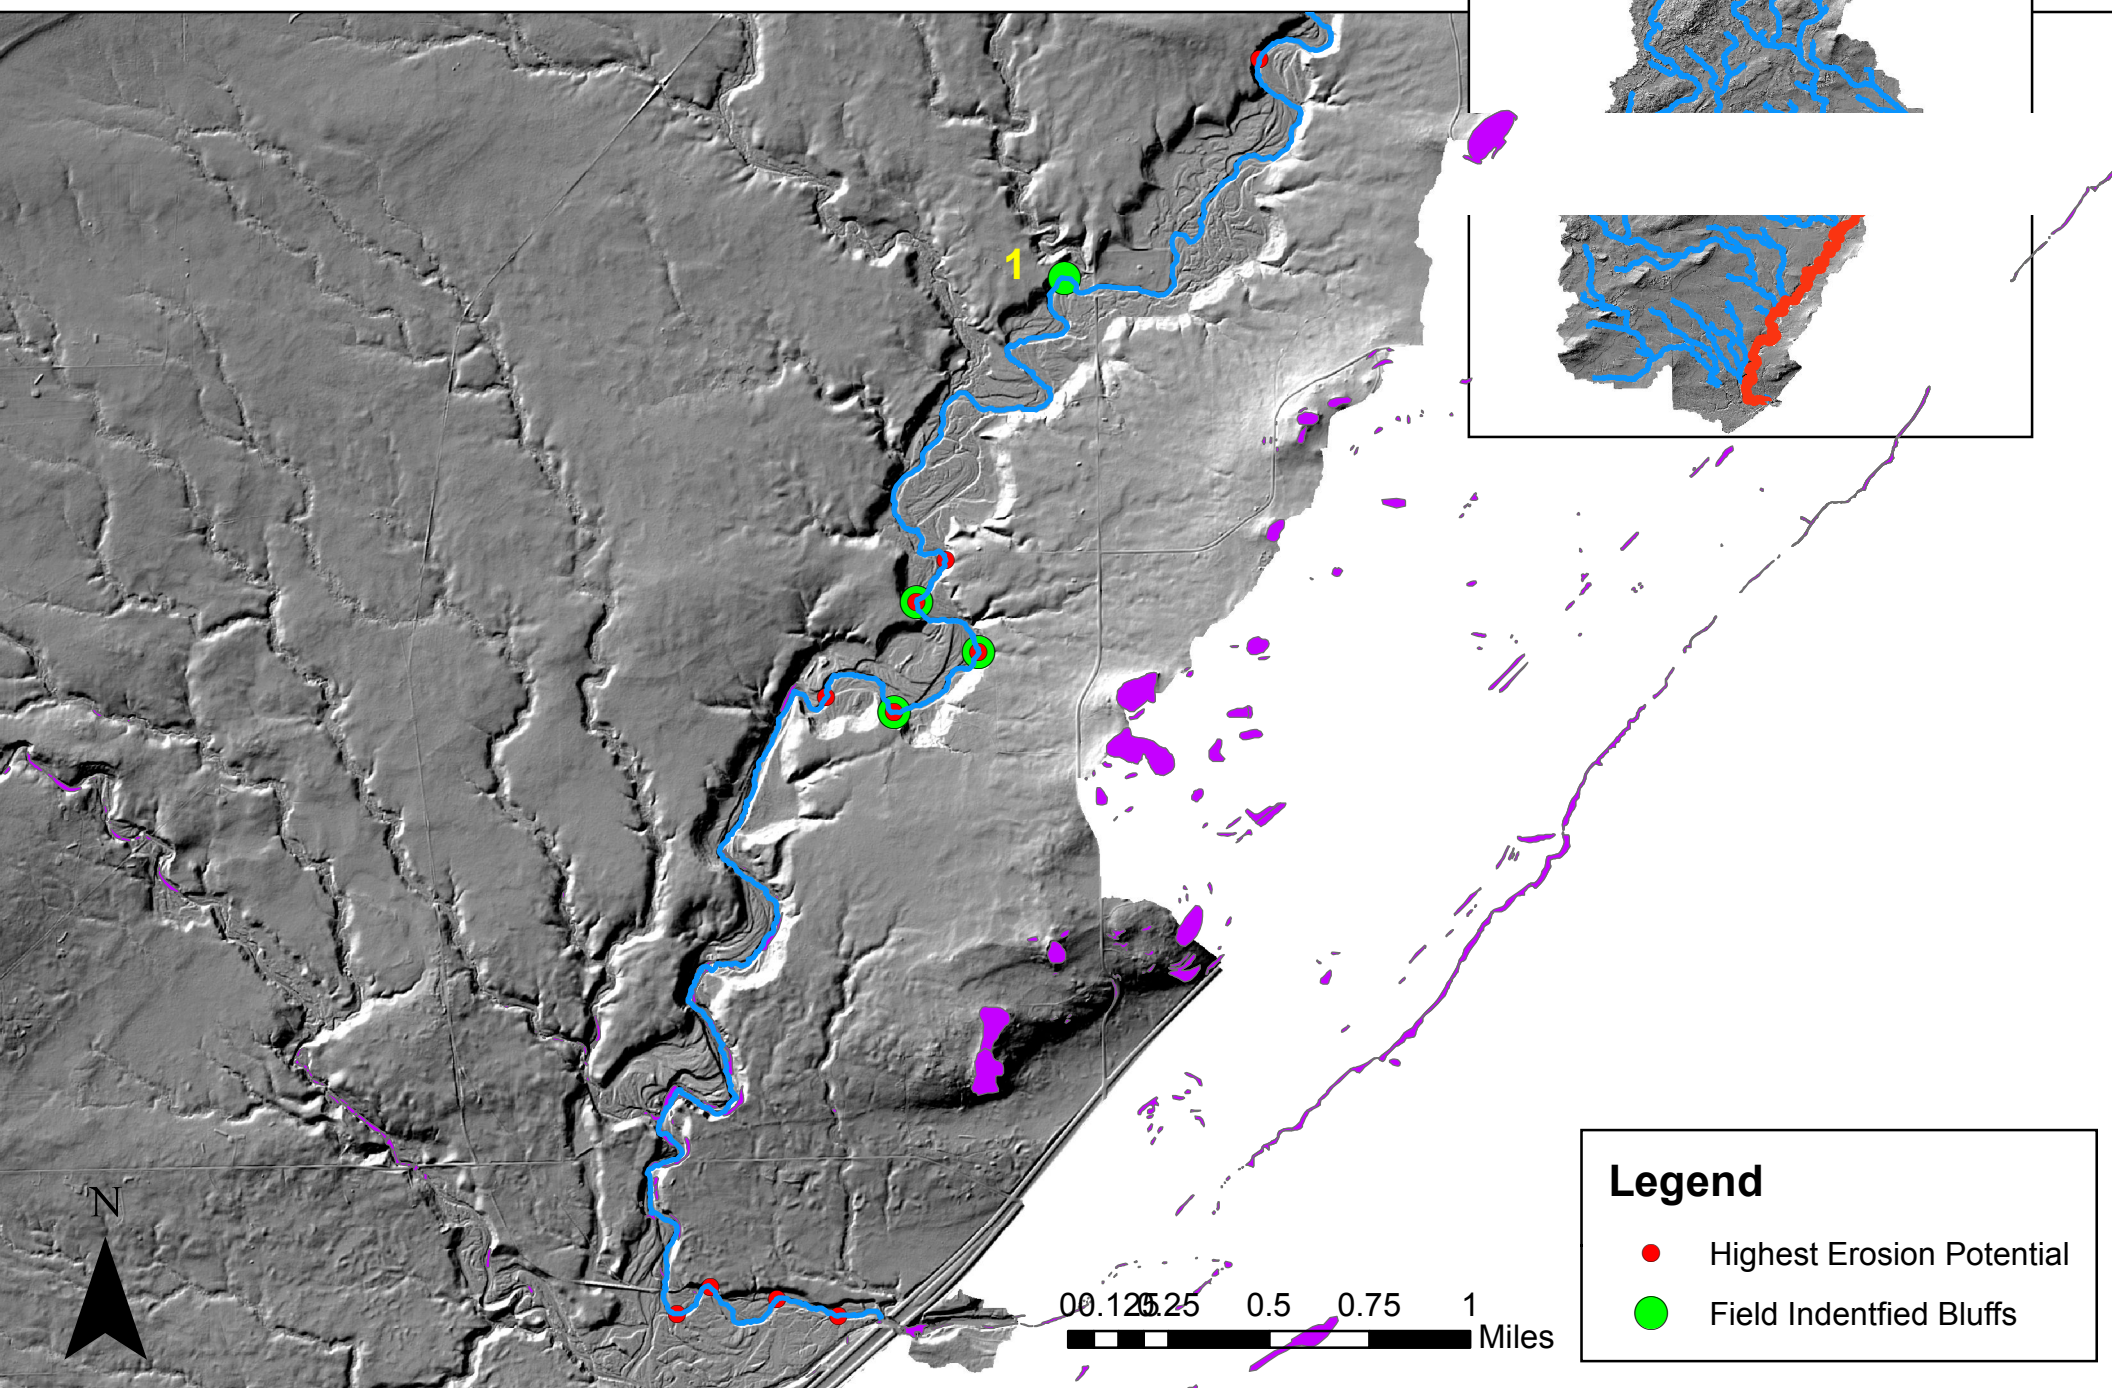 1
N
0 0.125 0.25 0.5 0.75 1
Miles
Legend
Highest Erosion Potential
Field Indentfied Bluffs